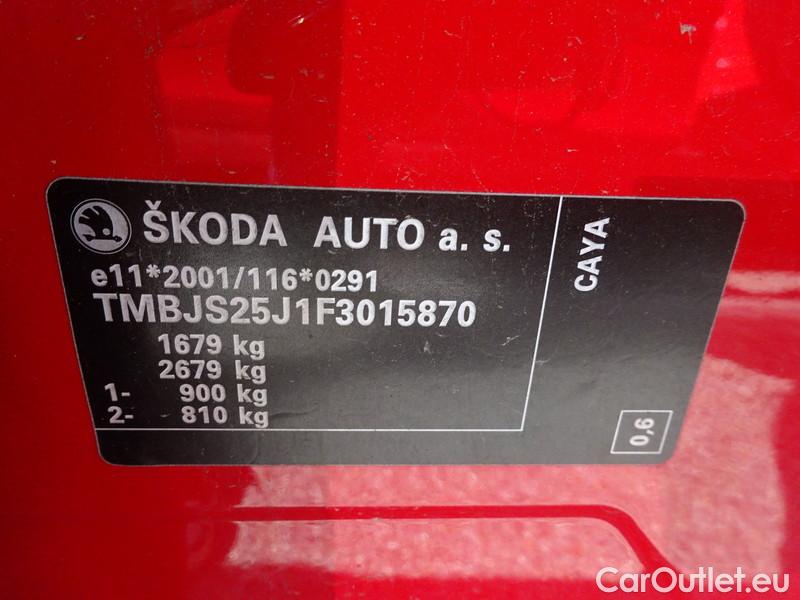 ŠKODA AUTO a. s.
e11*2001/116*0291
TMBJS25J1F3015870
1679 kg
2679 kg
1- 900 kg
2- 810 kg
CAYA
0,6
CarOutlet.eu